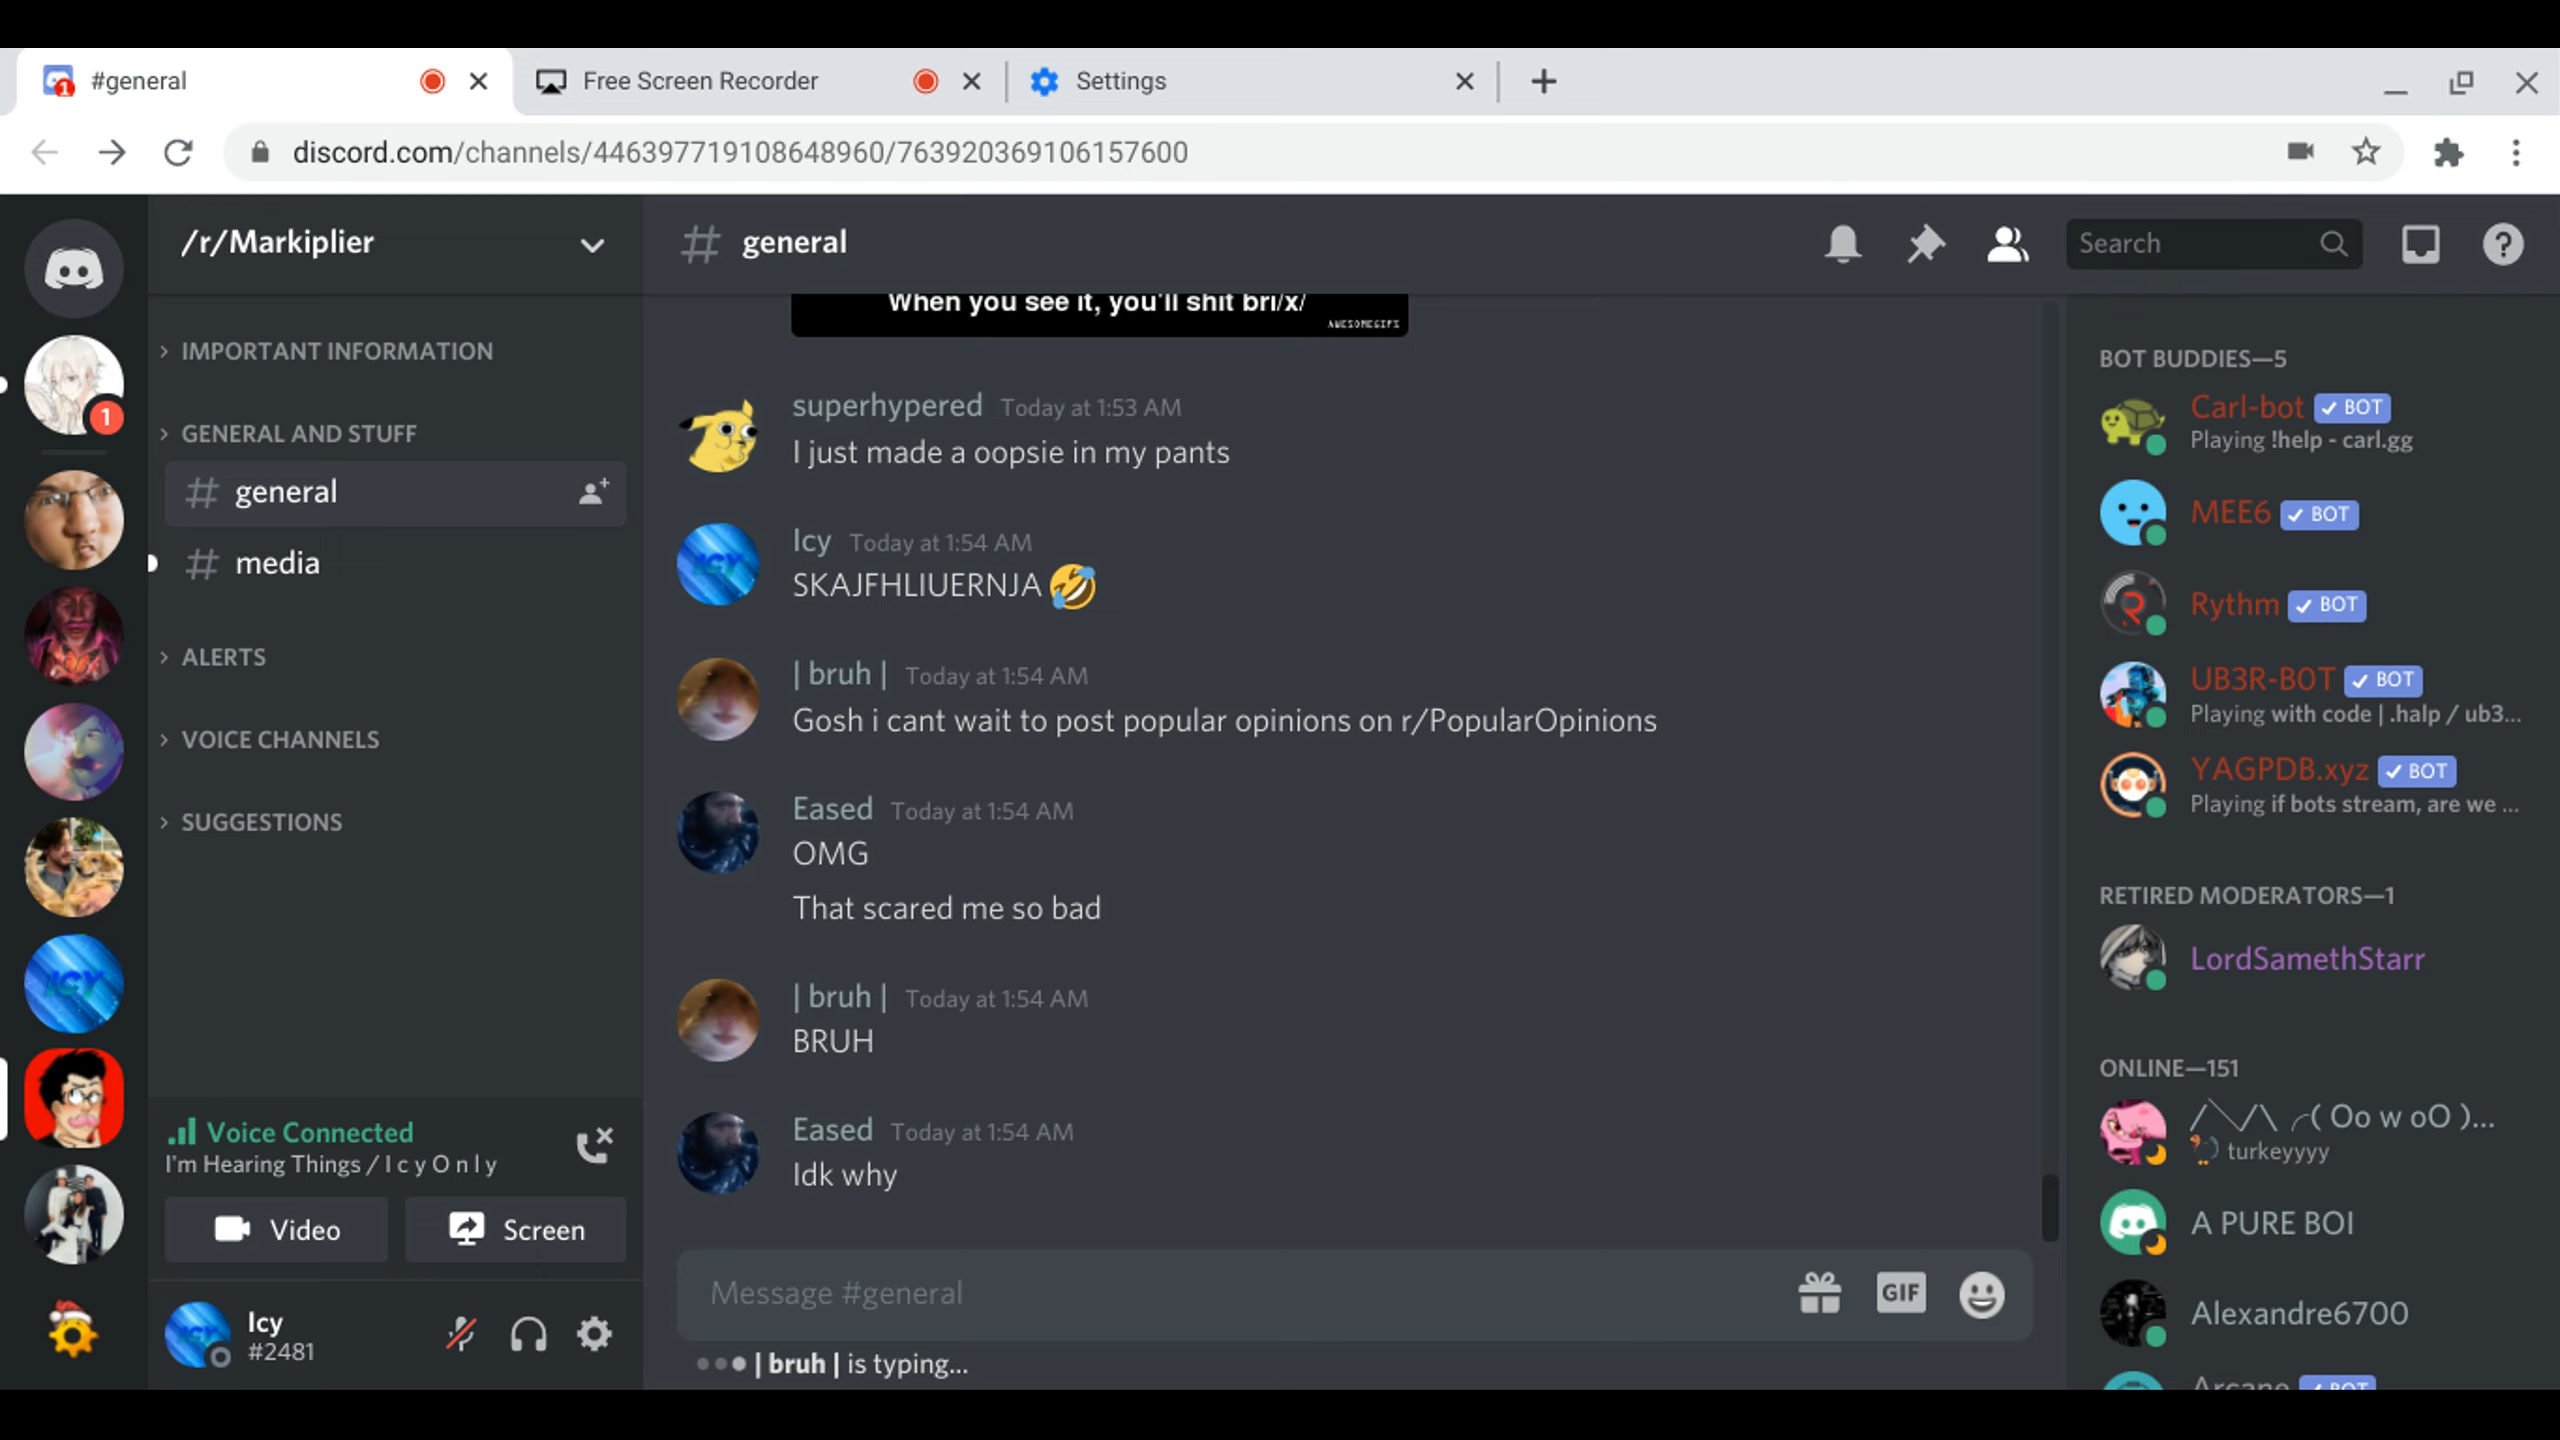 #general
Free Screen Recorder
Settings
discord.com/channels/446397719108648960/763920369106157600
/r/Markiplier
# general
Search
1
IMPORTANT INFORMATION
GENERAL AND STUFF
# general
# media
ALERTS
VOICE CHANNELS
SUGGESTIONS
ICY
Voice Connected
I'm Hearing Things / I c y O n l y
Video
Screen
Icy
#2481
When you see it, you'll shit bri/x/
AWESOMEGIFS
superhypered Today at 1:53 AM
I just made a oopsie in my pants
Icy Today at 1:54 AM
SKAJFHLIUERNJA 🤣
| bruh | Today at 1:54 AM
Gosh i cant wait to post popular opinions on r/PopularOpinions
Eased Today at 1:54 AM
OMG
That scared me so bad
| bruh | Today at 1:54 AM
BRUH
Eased Today at 1:54 AM
Idk why
Message #general
GIF
| bruh | is typing...
BOT BUDDIES—5
Carl-bot ✓ BOT
Playing !help - carl.gg
MEE6 ✓ BOT
Rythm ✓ BOT
UB3R-B0T ✓ BOT
Playing with code | .halp / ub3...
YAGPDB.xyz ✓ BOT
Playing if bots stream, are we ...
RETIRED MODERATORS—1
LordSamethStarr
ONLINE—151
/╲/\ ╭( Oo w oO )...
turkeyyyy
A PURE BOI
Alexandre6700
Arcane ✓ BOT